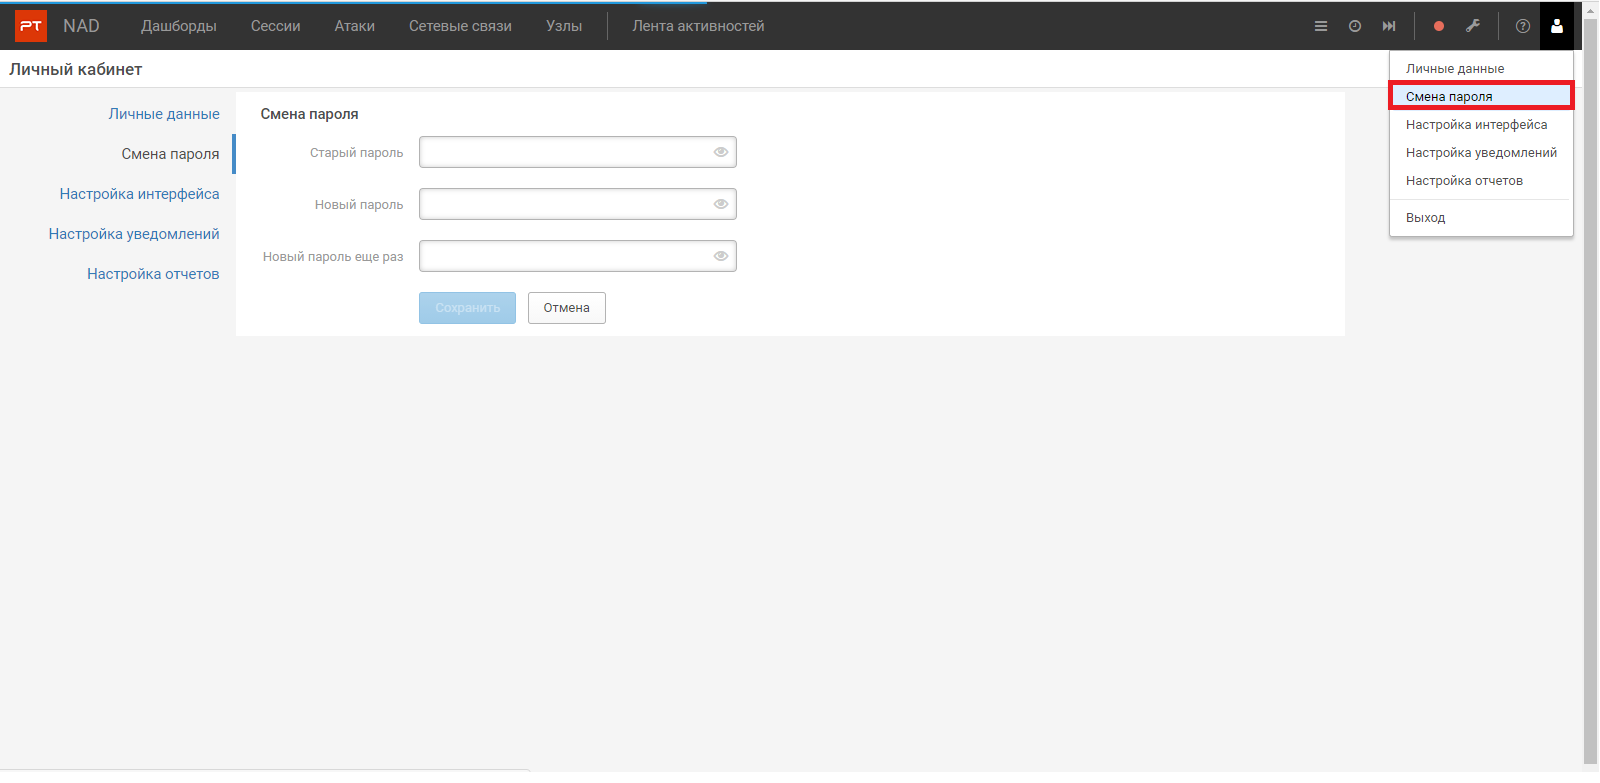 PT NAD Дашборды Сессии Атаки Сетевые связи Узлы Лента активностей
Личный кабинет
Личные данные
Смена пароля
Настройка интерфейса
Настройка уведомлений
Настройка отчетов
Смена пароля
Старый пароль
Новый пароль
Новый пароль еще раз
Сохранить Отмена
Личные данные
Смена пароля
Настройка интерфейса
Настройка уведомлений
Настройка отчетов
Выход